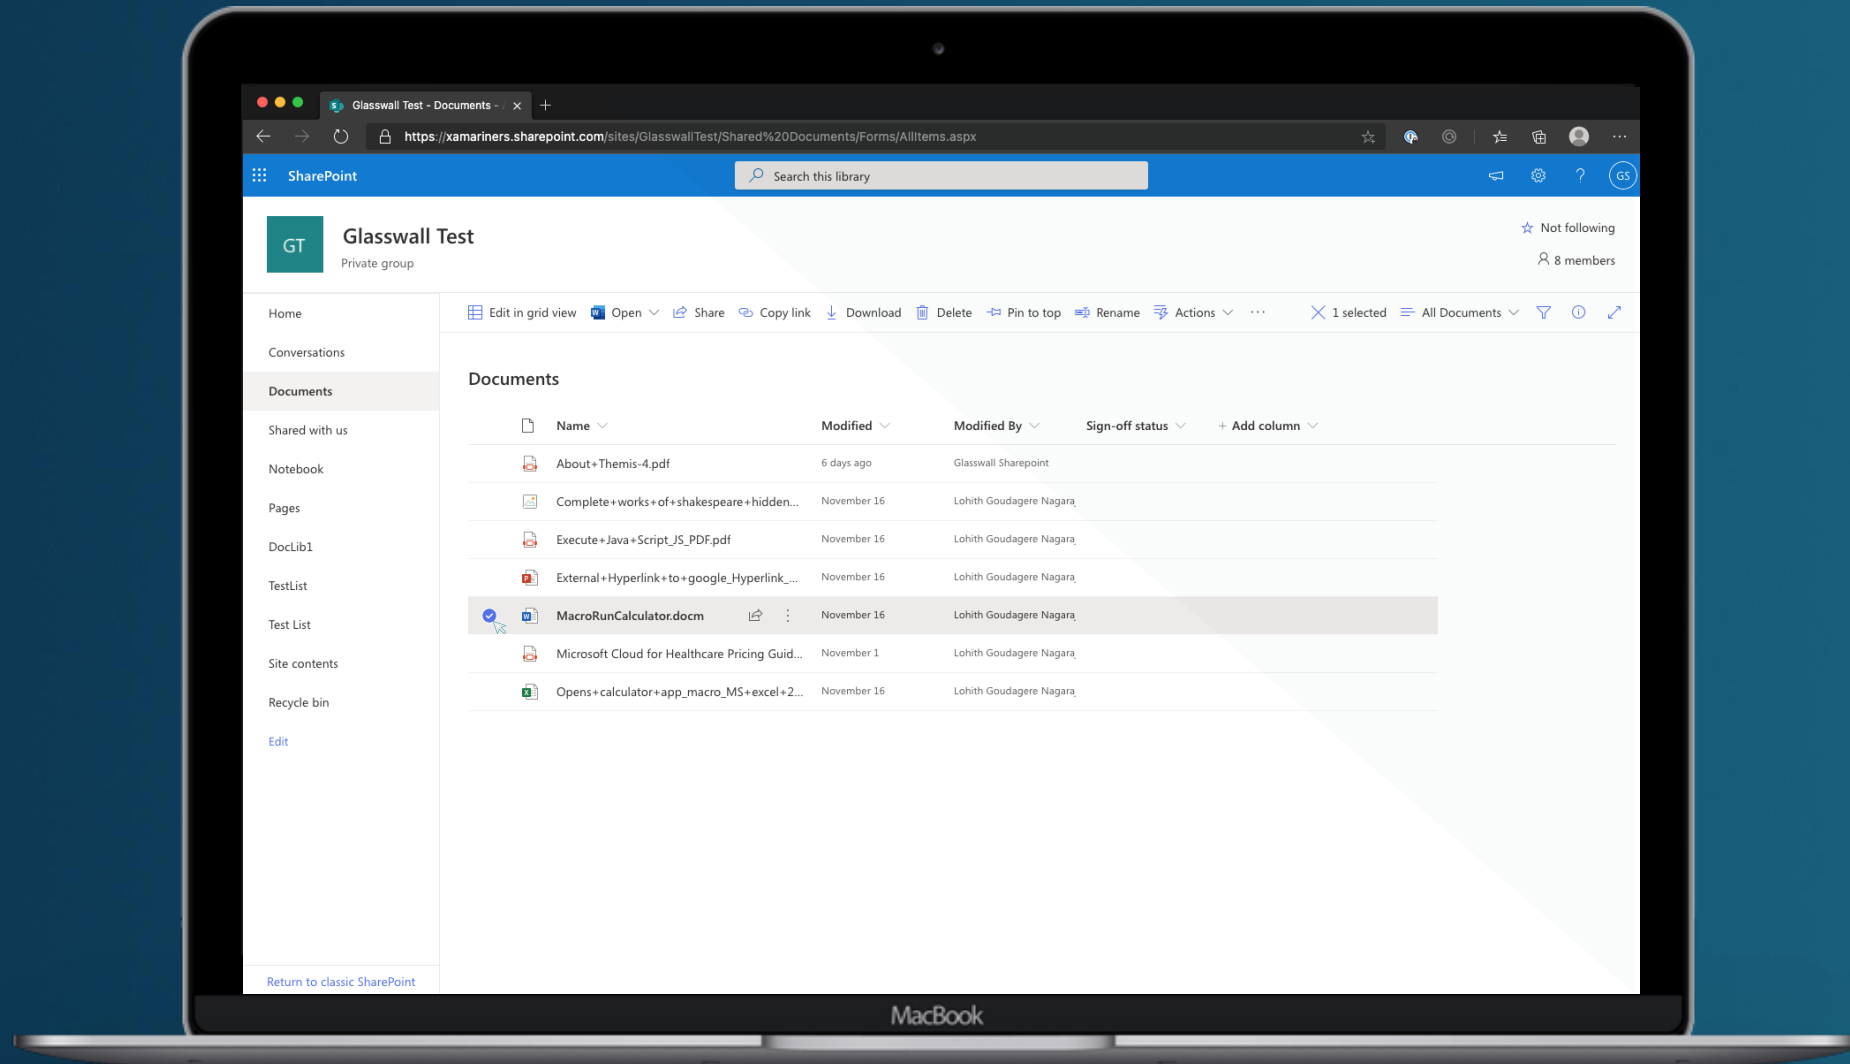 Glasswall Test - Documents -
https://xamariners.sharepoint.com/sites/GlasswallTest/Shared%20Documents/Forms/AllItems.aspx
SharePoint
Search this library
GS
GT
Glasswall Test
Private group
Not following
8 members
Home
Conversations
Documents
Shared with us
Notebook
Pages
DocLib1
TestList
Test List
Site contents
Recycle bin
Edit
Return to classic SharePoint
Edit in grid view Open Share Copy link Download Delete Pin to top Rename Actions ··· 1 selected All Documents
Documents
Name Modified Modified By Sign-off status + Add column
About+Themis-4.pdf 6 days ago Glasswall Sharepoint
Complete+works+of+shakespeare+hidden... November 16 Lohith Goudagere Nagara
Execute+Java+Script_JS_PDF.pdf November 16 Lohith Goudagere Nagara
External+Hyperlink+to+google_Hyperlink_... November 16 Lohith Goudagere Nagara
MacroRunCalculator.docm November 16 Lohith Goudagere Nagara
Microsoft Cloud for Healthcare Pricing Guid... November 1 Lohith Goudagere Nagara
Opens+calculator+app_macro_MS+excel+2... November 16 Lohith Goudagere Nagara
MacBook